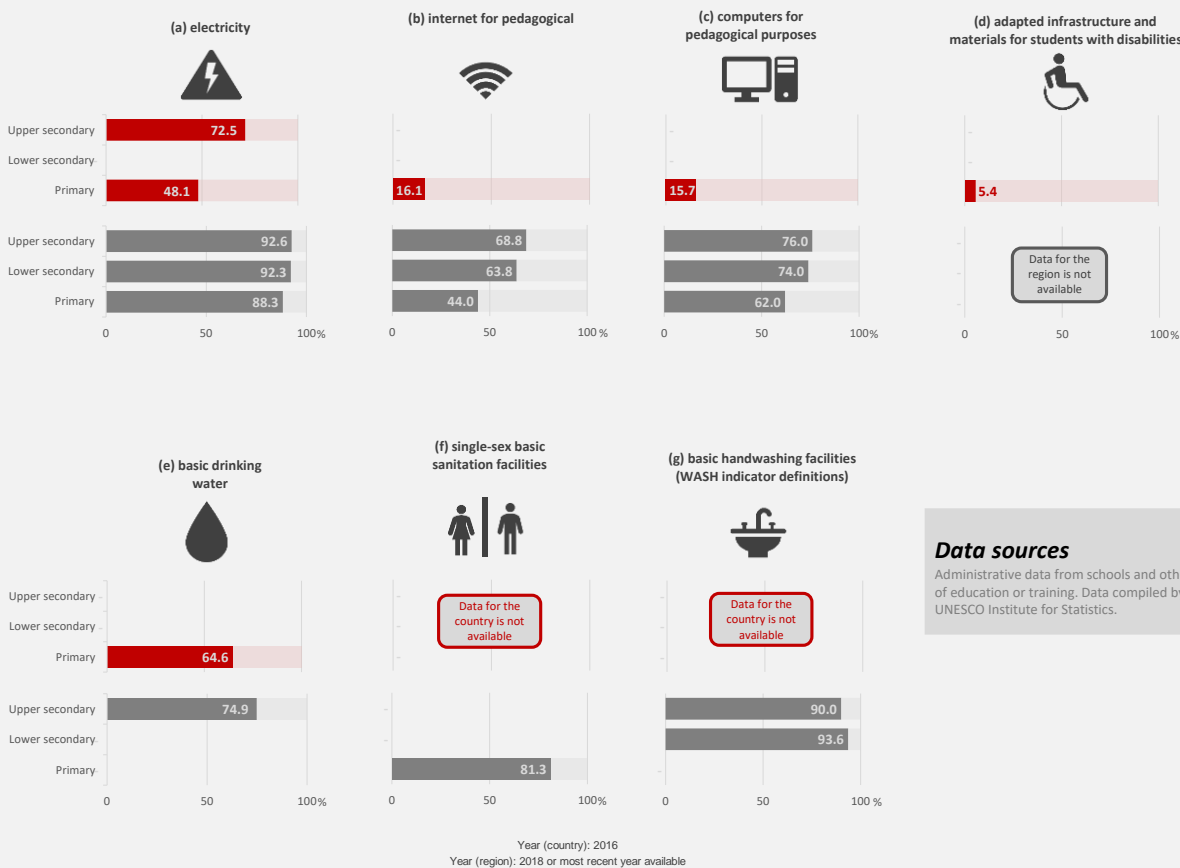 (a) electricity
(b) internet for pedagogical
(c) computers for
pedagogical purposes
(d) adapted infrastructure and
materials for students with disabilities
Upper secondary
72.5
Lower secondary
Primary
48.1
16.1
15.7
5.4
Upper secondary
92.6
68.8
76.0
Lower secondary
92.3
63.8
74.0
Primary
88.3
44.0
62.0
Data for the
region is not
available
0 50 100%
0 50 100%
0 50 100%
0 50 100%
(e) basic drinking
water
(f) single-sex basic
sanitation facilities
(g) basic handwashing facilities
(WASH indicator definitions)
Upper secondary
Lower secondary
Primary
64.6
Data for the
country is not
available
Data for the
country is not
available
Upper secondary
74.9
90.0
Lower secondary
93.6
Primary
81.3
0 50 100%
0 50 100%
0 50 100 %
Data sources
Administrative data from schools and oth
of education or training. Data compiled by
UNESCO Institute for Statistics.
Year (country): 2016
Year (region): 2018 or most recent year available